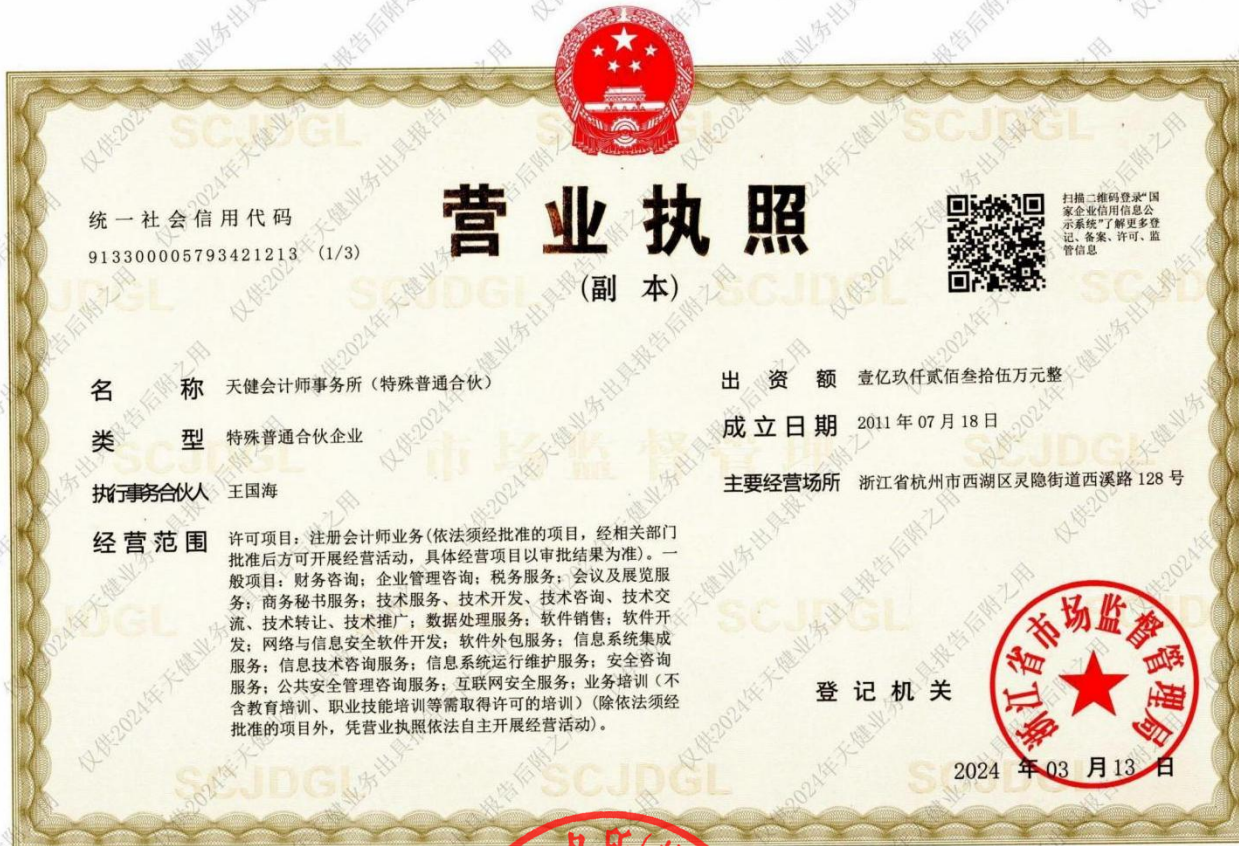 统一社会信用代码
913300005793421213 (1/3)
营业执照
(副 本)
扫描二维码登录“国
家企业信用信息公
示系统”了解更多登
记、备案、许可、监
管信息
名 称 天健会计师事务所（特殊普通合伙）
类 型 特殊普通合伙企业
执行事务合伙人 王国海
经营范围 许可项目：注册会计师业务(依法须经批准的项目，经相关部门
批准后方可开展经营活动，具体经营项目以审批结果为准)。一
般项目：财务咨询；企业管理咨询；税务服务；会议及展览服
务；商务秘书服务；技术服务、技术开发、技术咨询、技术交
流、技术转让、技术推广；数据处理服务；软件销售；软件开
发；网络与信息安全软件开发；软件外包服务；信息系统集成
服务；信息技术咨询服务；信息系统运行维护服务；安全咨询
服务；公共安全管理咨询服务；互联网安全服务；业务培训（不
含教育培训、职业技能培训等需取得许可的培训）(除依法须经
批准的项目外，凭营业执照依法自主开展经营活动)。
出 资 额 壹亿玖仟贰佰叁拾伍万元整
成立日期 2011年07月18日
主要经营场所 浙江省杭州市西湖区灵隐街道西溪路128号
登记机关
浙江省市场监督管理局
2024 年 03 月 13 日
SCJDGL
市场监督管理
仅供2024年天健业务出具报告后附之用